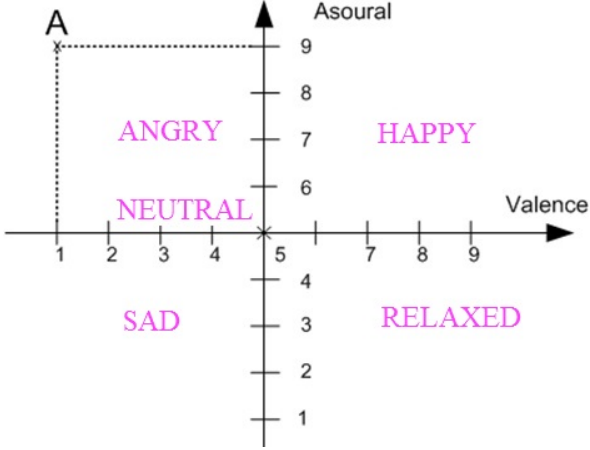 A
Asoural
9
8
ANGRY
HAPPY
7
6
NEUTRAL
Valence
1 2 3 4 5 7 8 9
4
SAD
3
RELAXED
2
1